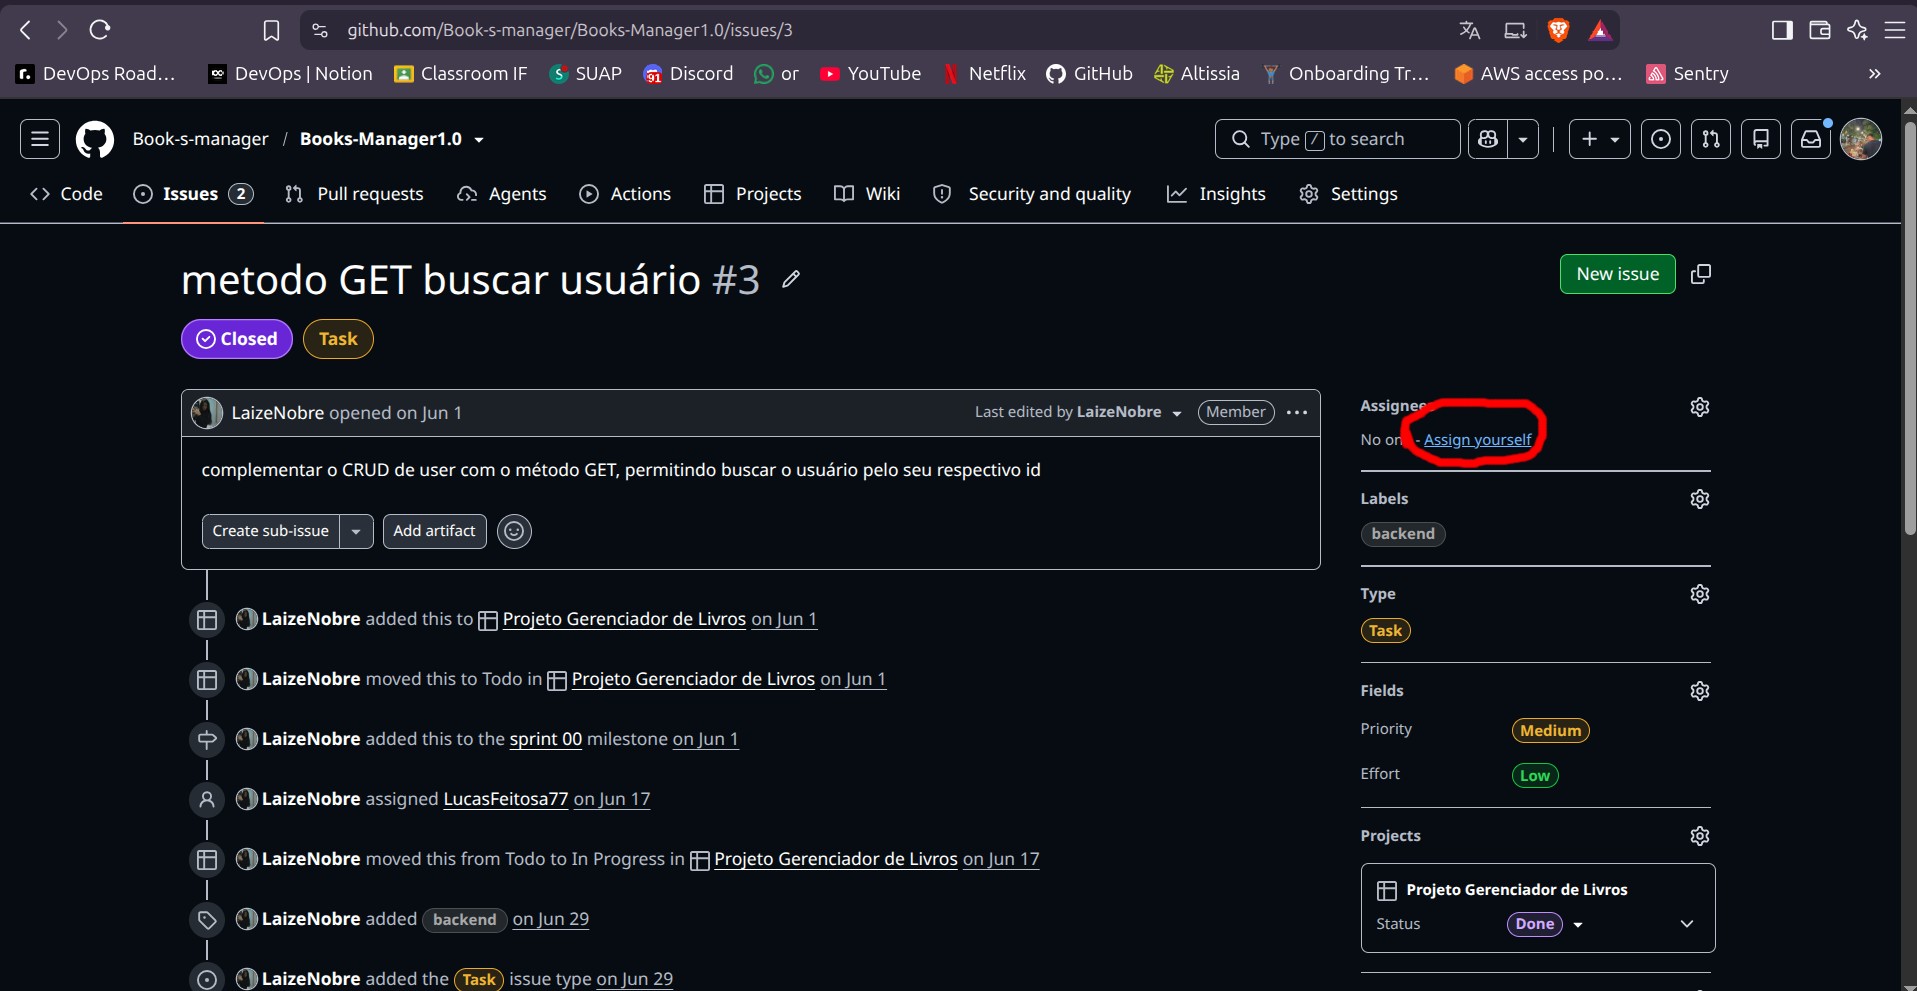 github.com/Book-s-manager/Books-Manager1.0/issues/3
DevOps Road... DevOps | Notion Classroom IF SUAP Discord or YouTube Netflix GitHub Altissia Onboarding Tr... AWS access po... Sentry
Book-s-manager / Books-Manager1.0 Type / to search
Code Issues 2 Pull requests Agents Actions Projects Wiki Security and quality Insights Settings
metodo GET buscar usuário #3
New issue
Closed Task
LaizeNobre opened on Jun 1 Last edited by LaizeNobre Member
complementar o CRUD de user com o método GET, permitindo buscar o usuário pelo seu respectivo id
Create sub-issue Add artifact
LaizeNobre added this to Projeto Gerenciador de Livros on Jun 1
LaizeNobre moved this to Todo in Projeto Gerenciador de Livros on Jun 1
LaizeNobre added this to the sprint 00 milestone on Jun 1
LaizeNobre assigned LucasFeitosa77 on Jun 17
LaizeNobre moved this from Todo to In Progress in Projeto Gerenciador de Livros on Jun 17
LaizeNobre added backend on Jun 29
LaizeNobre added the Task issue type on Jun 29
Assignees
No one - Assign yourself
Labels
backend
Type
Task
Fields
Priority Medium
Effort Low
Projects
Projeto Gerenciador de Livros
Status Done